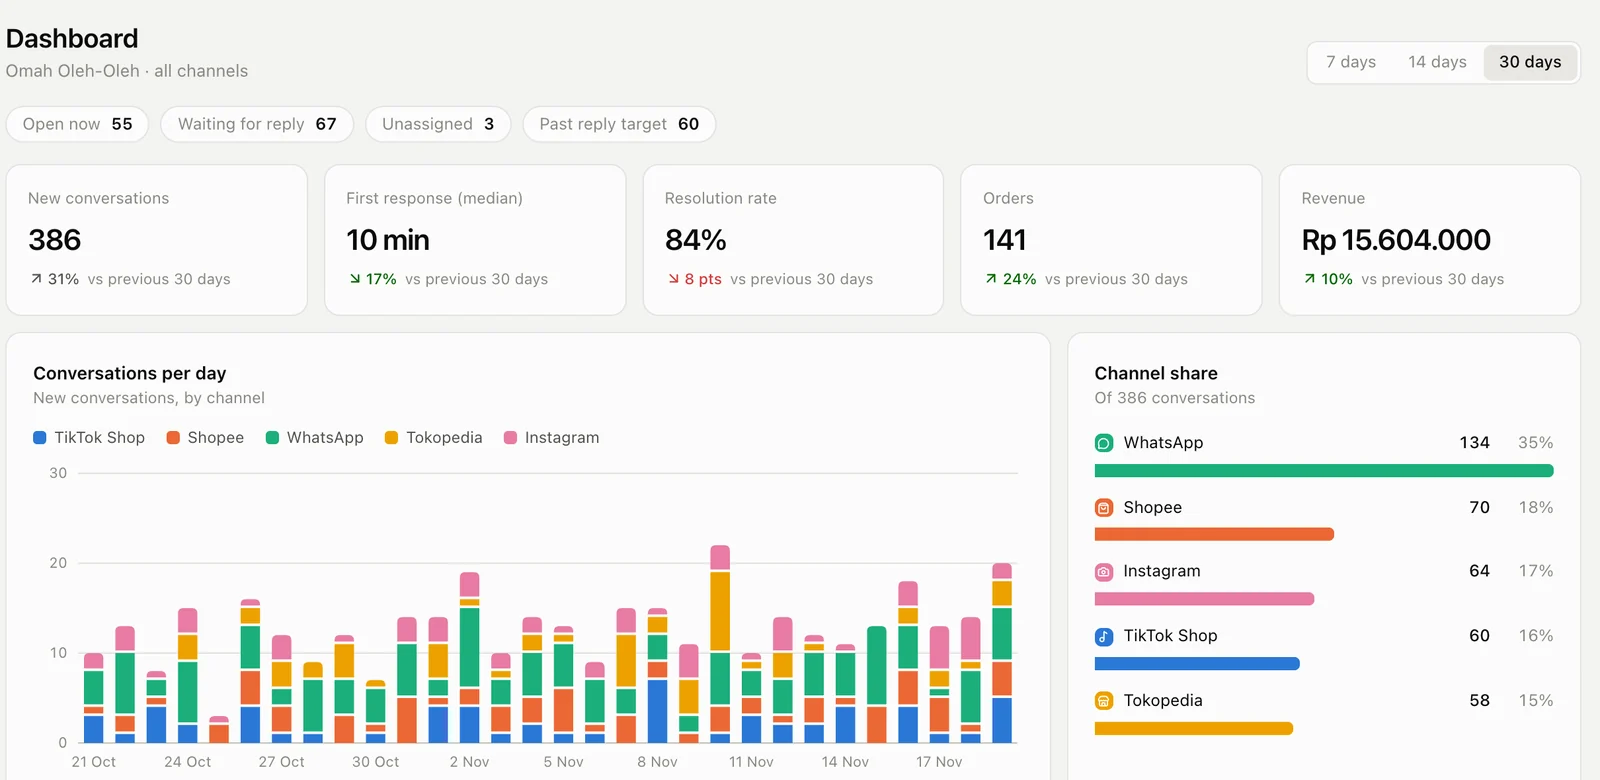 Dashboard
Omah Oleh-Oleh · all channels
7 days 14 days 30 days
Open now 55 Waiting for reply 67 Unassigned 3 Past reply target 60
New conversations
386
↗ 31% vs previous 30 days
First response (median)
10 min
↘ 17% vs previous 30 days
Resolution rate
84%
↘ 8 pts vs previous 30 days
Orders
141
↗ 24% vs previous 30 days
Revenue
Rp 15.604.000
↗ 10% vs previous 30 days
Conversations per day
New conversations, by channel
TikTok Shop Shopee WhatsApp Tokopedia Instagram
30
20
10
0
21 Oct 24 Oct 27 Oct 30 Oct 2 Nov 5 Nov 8 Nov 11 Nov 14 Nov 17 Nov
Channel share
Of 386 conversations
WhatsApp 134 35%
Shopee 70 18%
Instagram 64 17%
TikTok Shop 60 16%
Tokopedia 58 15%